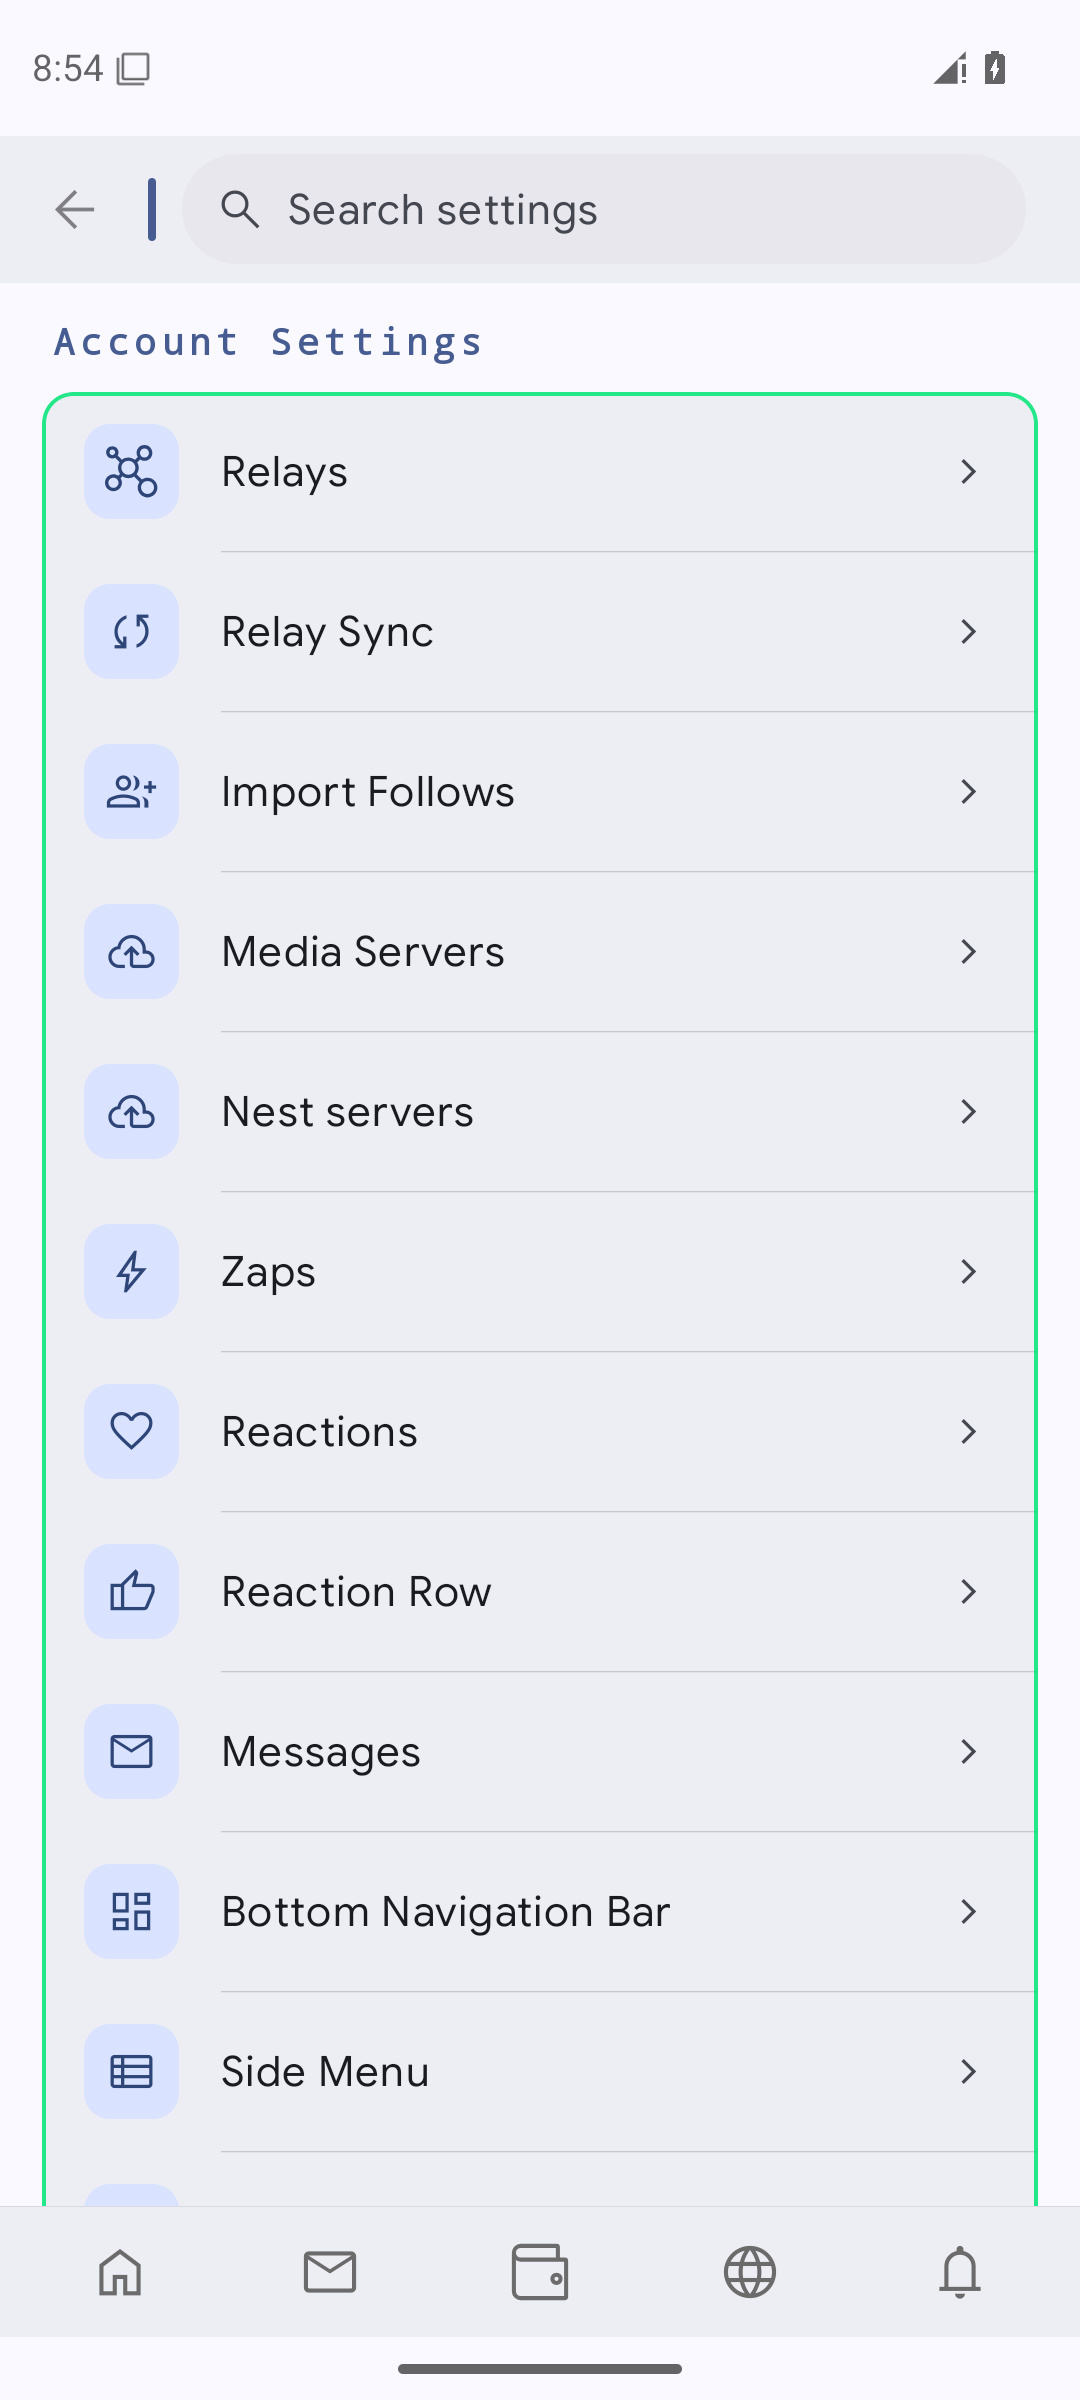 8:54
Search settings
Account Settings
Relays
Relay Sync
Import Follows
Media Servers
Nest servers
Zaps
Reactions
Reaction Row
Messages
Bottom Navigation Bar
Side Menu